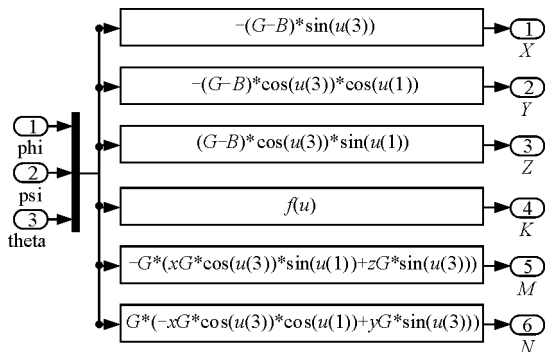 −(G−B)*sin(u(3))
1
X
−(G−B)*cos(u(3))*cos(u(1))
2
Y
1
phi
(G−B)*cos(u(3))*sin(u(1))
3
Z
2
psi
f(u)
4
K
3
theta
−G*(xG*cos(u(3))*sin(u(1))+zG*sin(u(3)))
5
M
G*(−xG*cos(u(3))*cos(u(1))+yG*sin(u(3)))
6
N